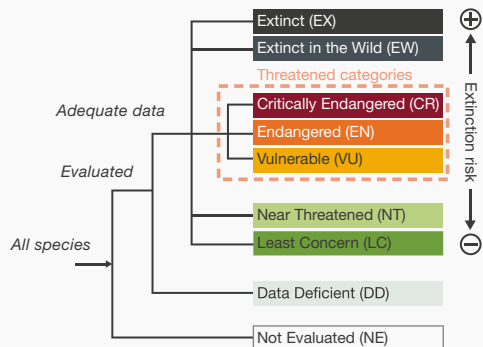 Extinct (EX)
Extinct in the Wild (EW)
Threatened categories
Adequate data
Critically Endangered (CR)
Endangered (EN)
Vulnerable (VU)
Extinction risk
Evaluated
Near Threatened (NT)
All species
Least Concern (LC)
Data Deficient (DD)
Not Evaluated (NE)